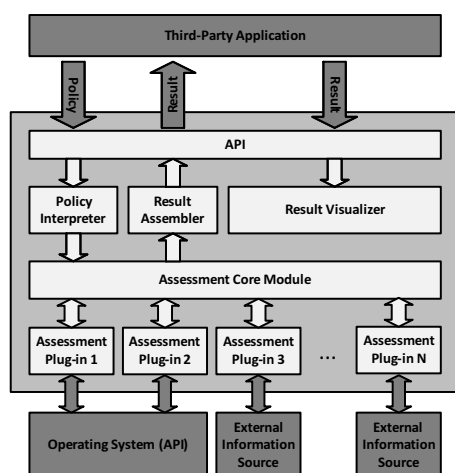 Third-Party Application
Policy
Result
Result
API
Policy
Interpreter
Result
Assembler
Result Visualizer
Assessment Core Module
Assessment
Plug-in 1
Assessment
Plug-in 2
Assessment
Plug-in 3
...
Assessment
Plug-in N
Operating System (API)
External
Information
Source
External
Information
Source